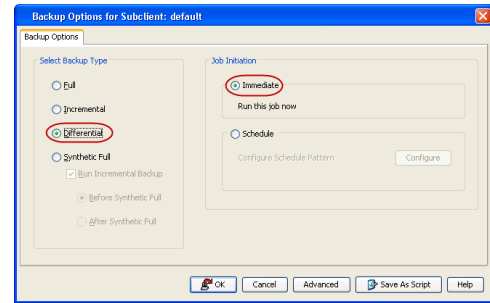 Backup Options for Subclient: default
Backup Options
Select Backup Type
Full
Incremental
Differential
Synthetic Full
Run Incremental Backup
Before Synthetic Full
After Synthetic Full
Job Initiation
Immediate
Run this job now
Schedule
Configure Schedule Pattern
Configure
OK
Cancel
Advanced
Save As Script
Help